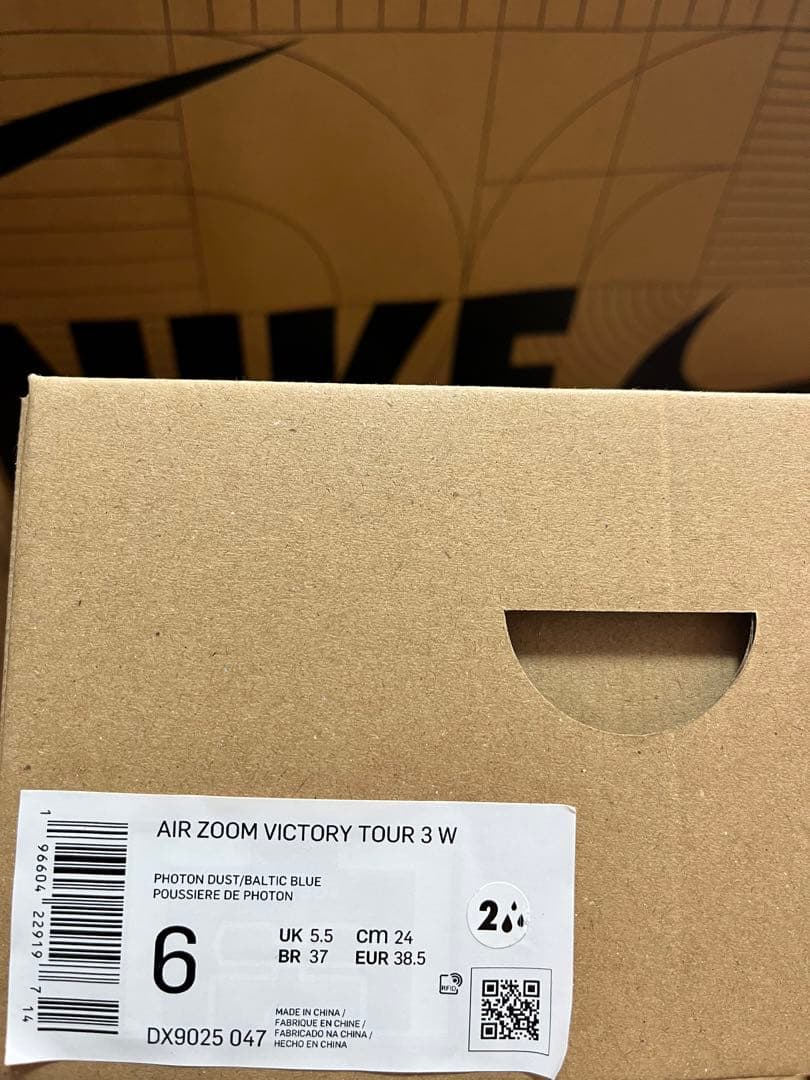 NIKE
AIR ZOOM VICTORY TOUR 3 W
PHOTON DUST/BALTIC BLUE
POUSSIERE DE PHOTON
6
UK 5.5 cm 24
BR 37 EUR 38.5
2
RFID
MADE IN CHINA /
FABRIQUE EN CHINE /
FABRICADO NA CHINA /
HECHO EN CHINA
DX9025 047
1 96604 22919 7 14